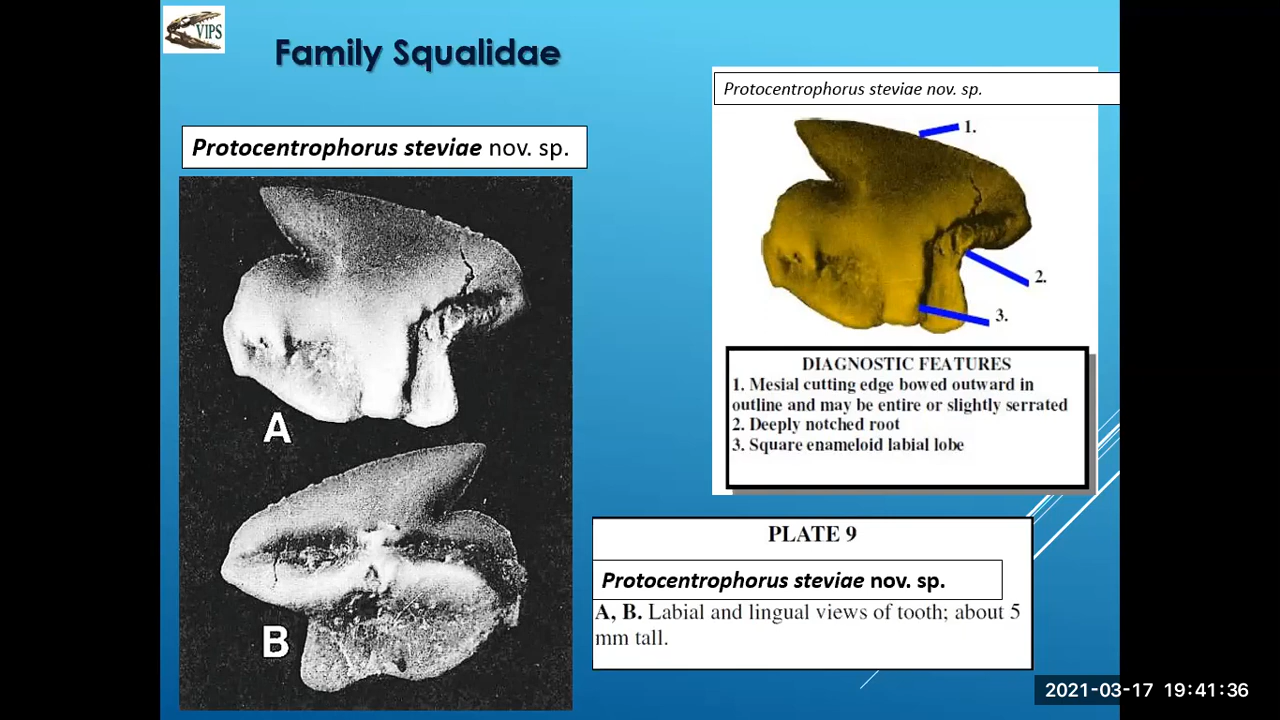 VIPS
Family Squalidae
Protocentrophorus steviae nov. sp.
A
B
Protocentrophorus steviae nov. sp.
1.
2.
3.
DIAGNOSTIC FEATURES
1. Mesial cutting edge bowed outward in
outline and may be entire or slightly serrated
2. Deeply notched root
3. Square enameloid labial lobe
PLATE 9
Protocentrophorus steviae nov. sp.
A, B. Labial and lingual views of tooth; about 5
mm tall.
2021-03-17 19:41:36